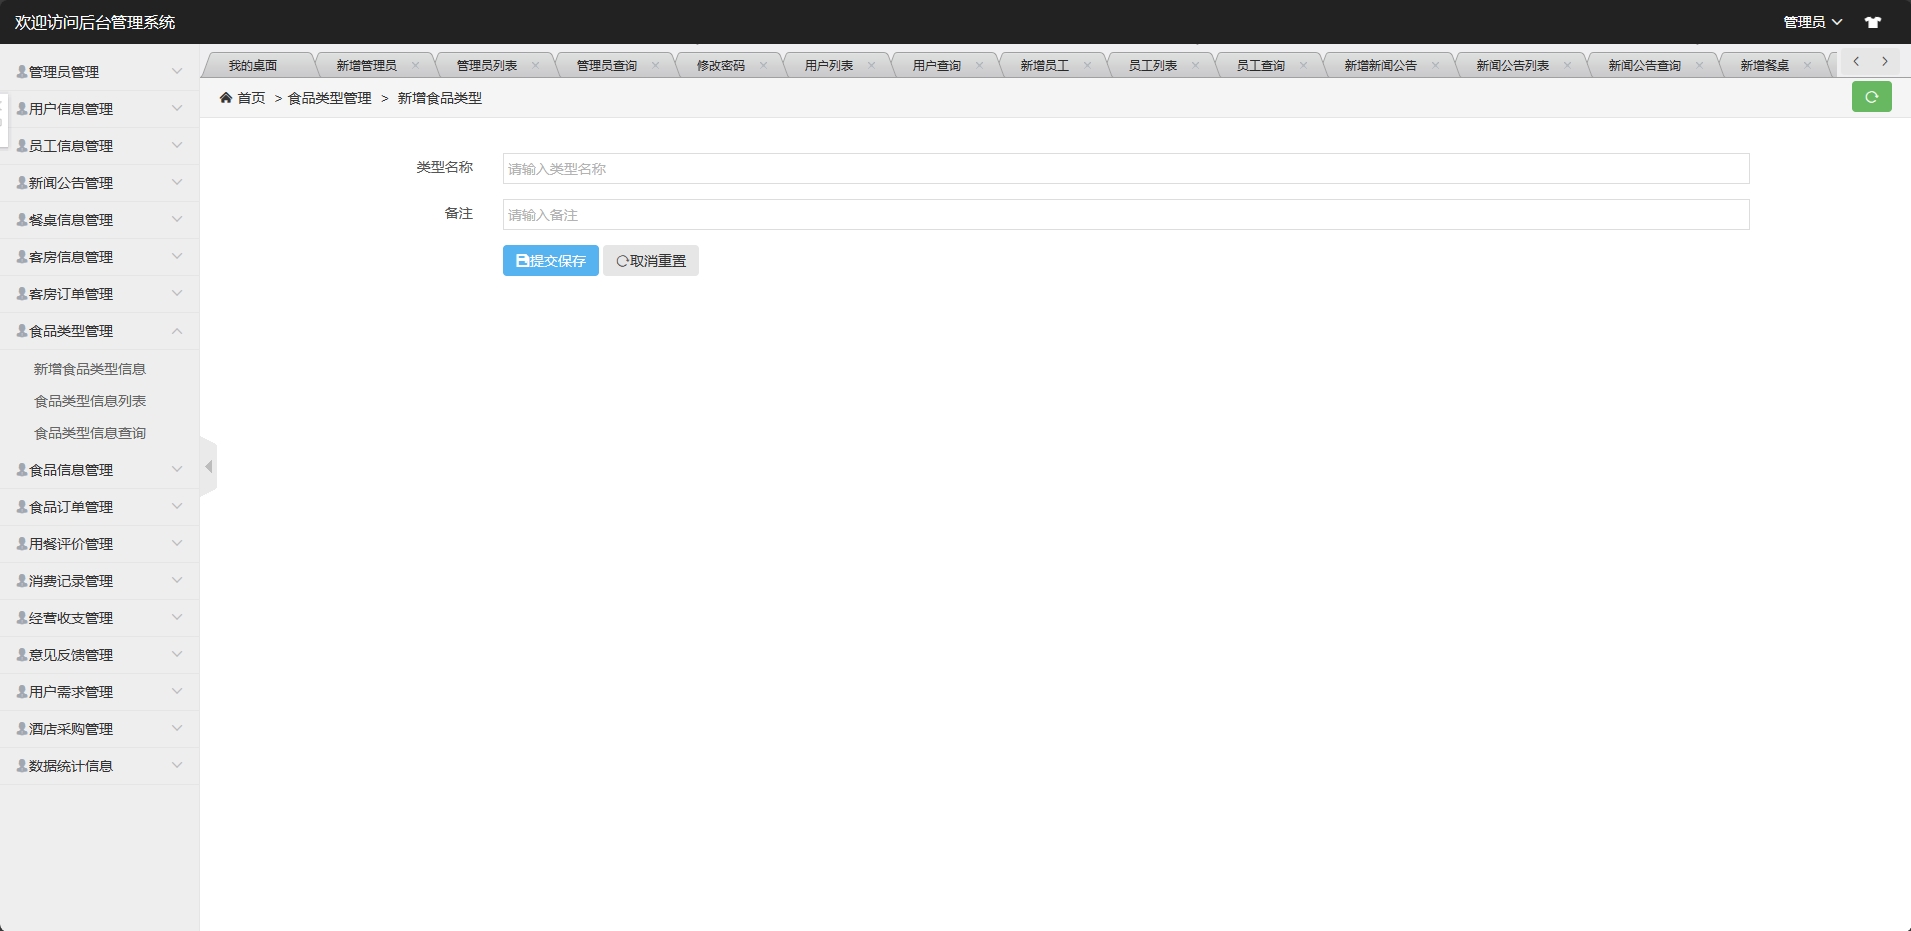 欢迎访问后台管理系统
管理员
我的桌面 新增管理员 管理员列表 管理员查询 修改密码 用户列表 用户查询 新增员工 员工列表 员工查询 新增新闻公告 新闻公告列表 新闻公告查询 新增餐桌
首页 > 食品类型管理 > 新增食品类型
管理员管理
用户信息管理
员工信息管理
新闻公告管理
餐桌信息管理
客房信息管理
客房订单管理
食品类型管理
新增食品类型信息
食品类型信息列表
食品类型信息查询
食品信息管理
食品订单管理
用餐评价管理
消费记录管理
经营收支管理
意见反馈管理
用户需求管理
酒店采购管理
数据统计信息
类型名称 请输入类型名称
备注 请输入备注
提交保存 取消重置